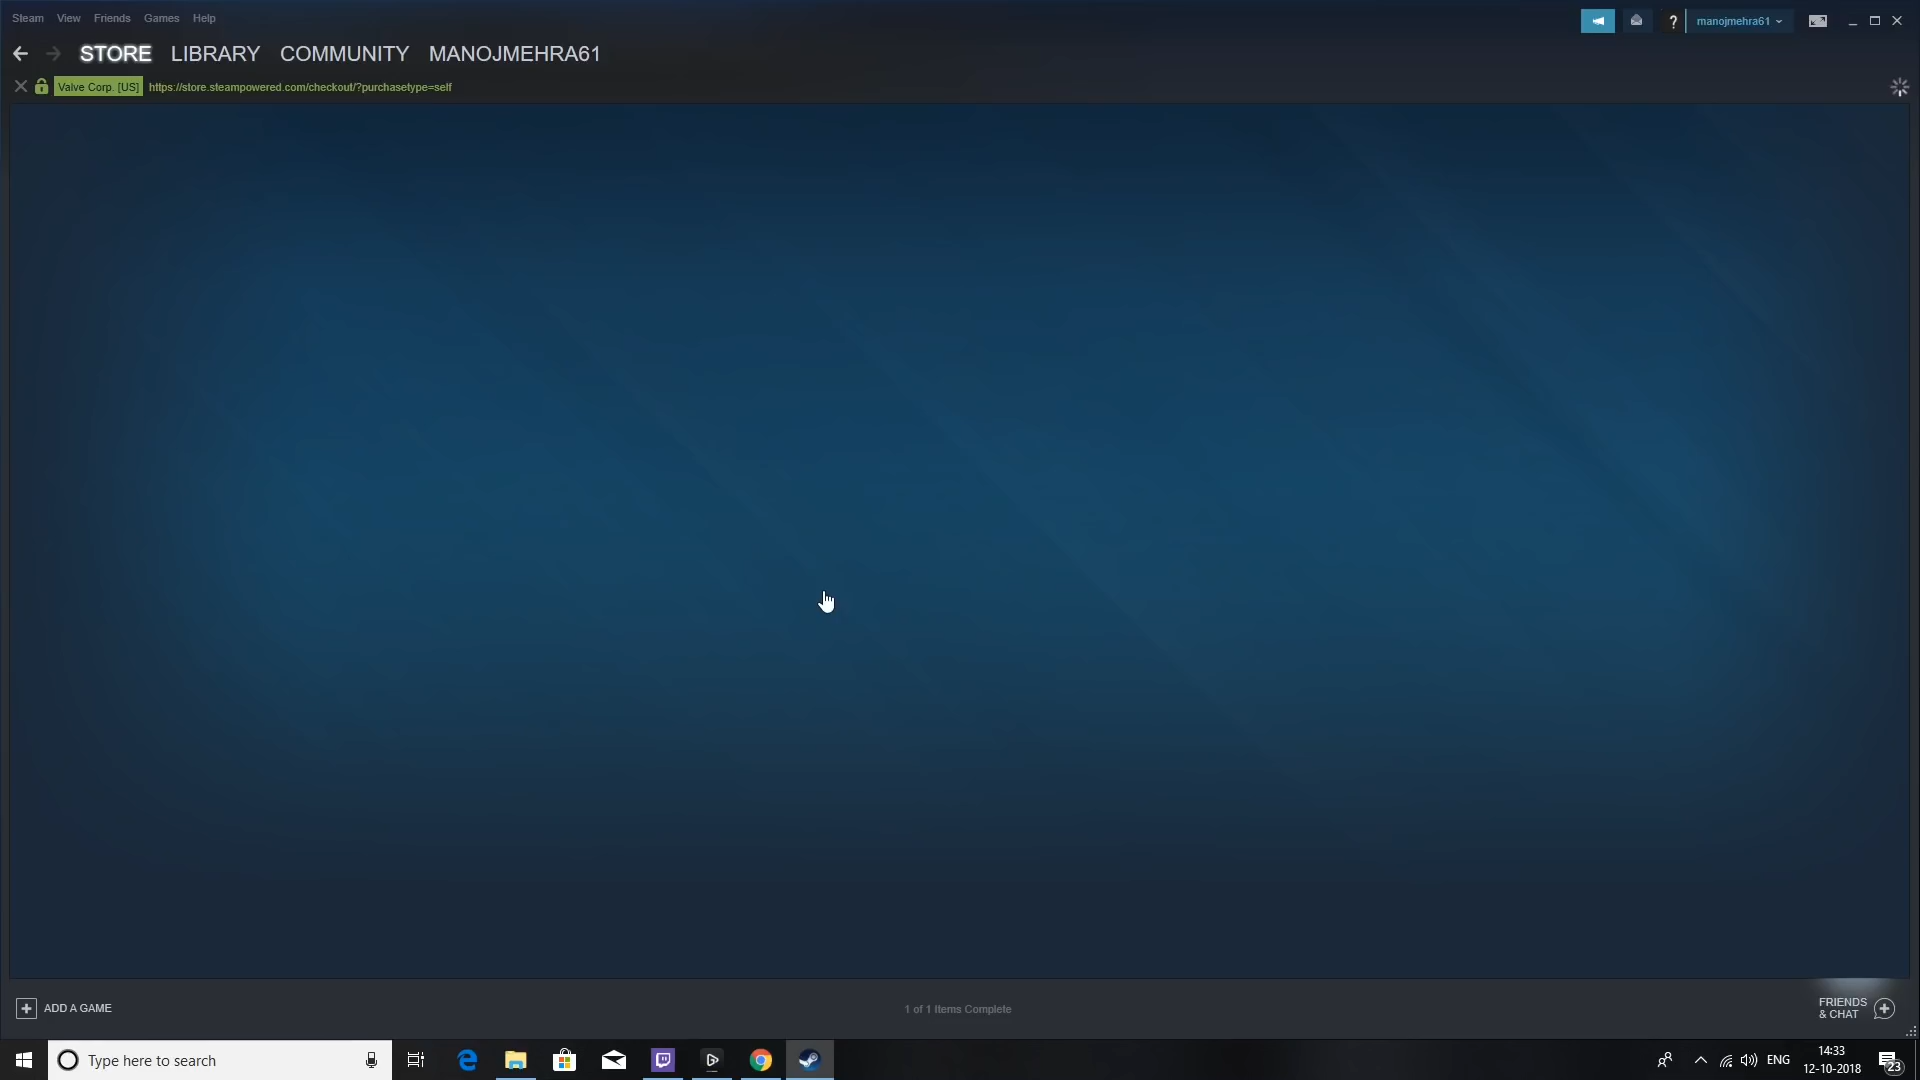 Steam View Friends Games Help
? manojmehra61
STORE LIBRARY COMMUNITY MANOJMEHRA61
Valve Corp. [US] https://store.steampowered.com/checkout/?purchasetype=self
ADD A GAME
1 of 1 Items Complete
FRIENDS
& CHAT
Type here to search
ENG
14:33
12-10-2018
23